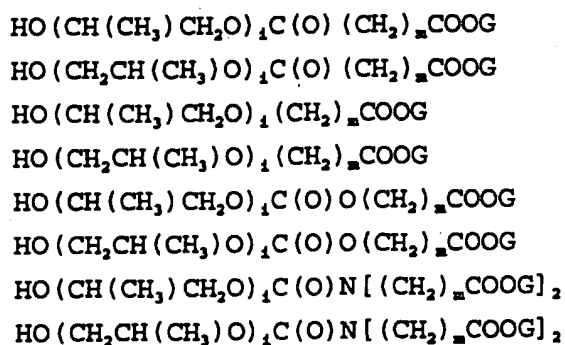 HO(CH(CH₃)CH₂O)ᵢC(O)(CH₂)ₘCOOG
HO(CH₂CH(CH₃)O)ᵢC(O)(CH₂)ₘCOOG
HO(CH(CH₃)CH₂O)ᵢ(CH₂)ₘCOOG
HO(CH₂CH(CH₃)O)ᵢ(CH₂)ₘCOOG
HO(CH(CH₃)CH₂O)ᵢC(O)O(CH₂)ₘCOOG
HO(CH₂CH(CH₃)O)ᵢC(O)O(CH₂)ₘCOOG
HO(CH(CH₃)CH₂O)ᵢC(O)N[(CH₂)ₘCOOG]₂
HO(CH₂CH(CH₃)O)ᵢC(O)N[(CH₂)ₘCOOG]₂